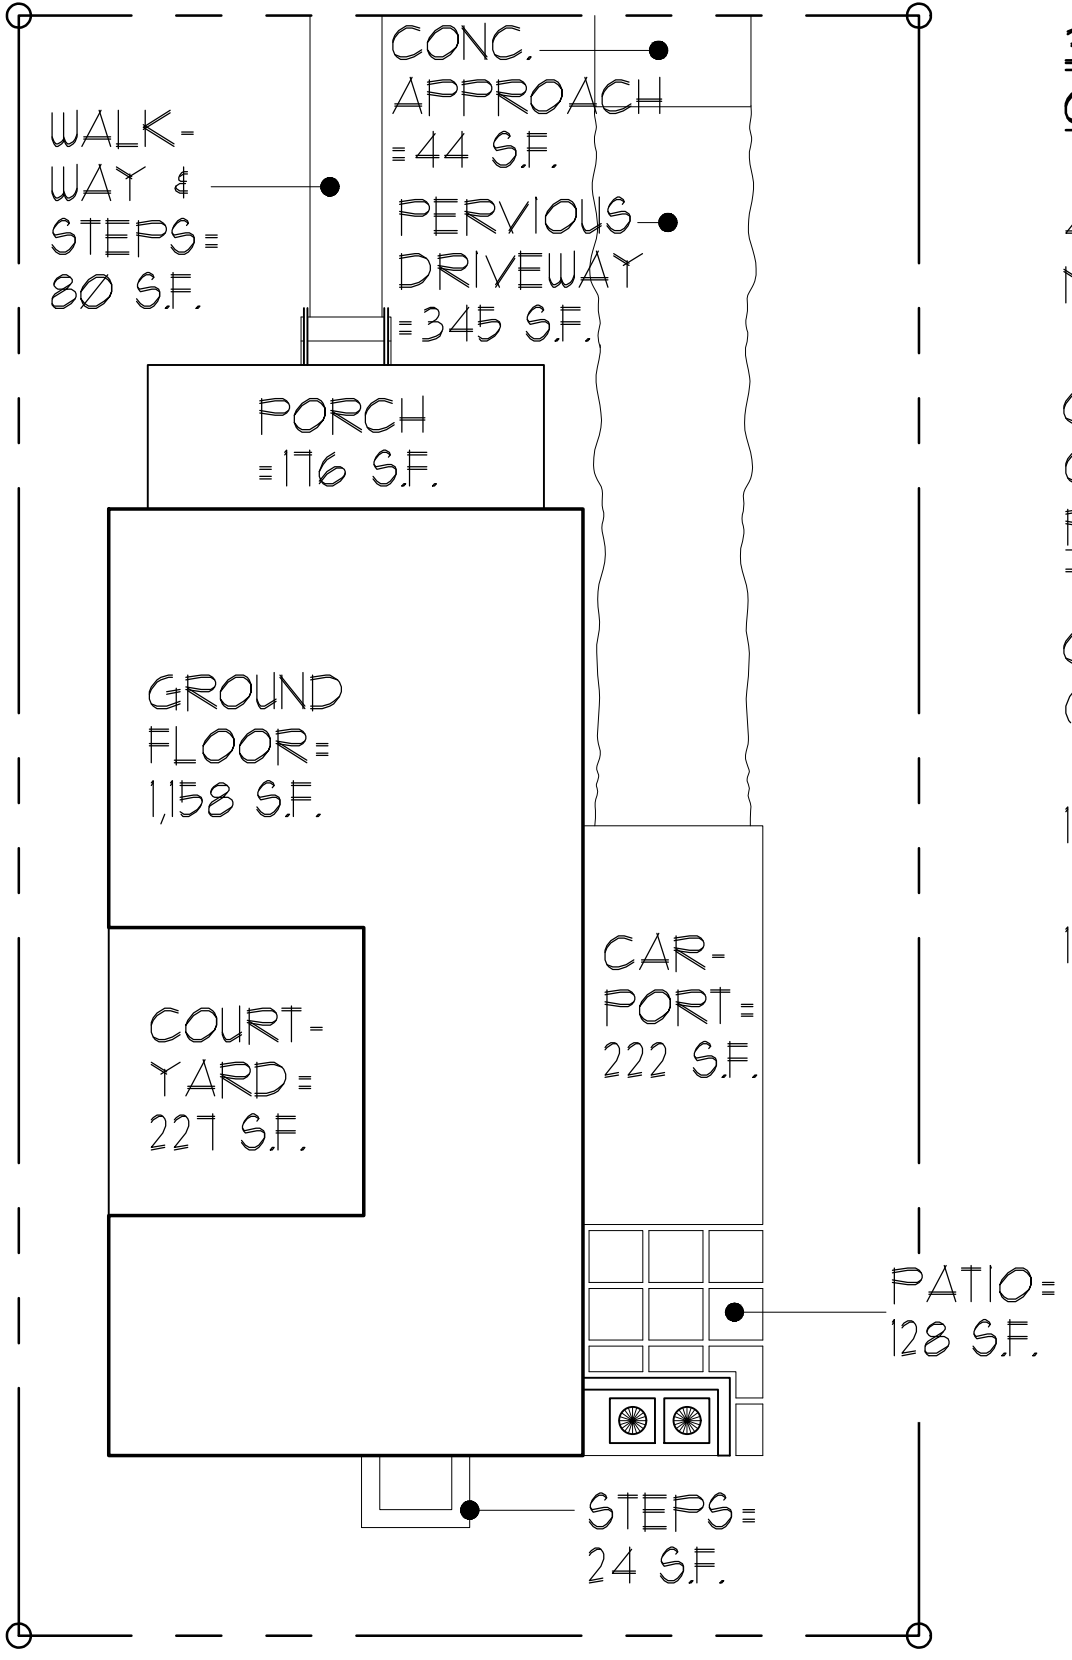 CONC.
APPROACH
=44 S.F.
WALK-
WAY &
STEPS=
80 S.F.
PERVIOUS
DRIVEWAY
=345 S.F.
PORCH
=176 S.F.
GROUND
FLOOR=
1,158 S.F.
CAR-
PORT=
222 S.F.
COURT-
YARD=
227 S.F.
PATIO=
128 S.F.
STEPS=
24 S.F.